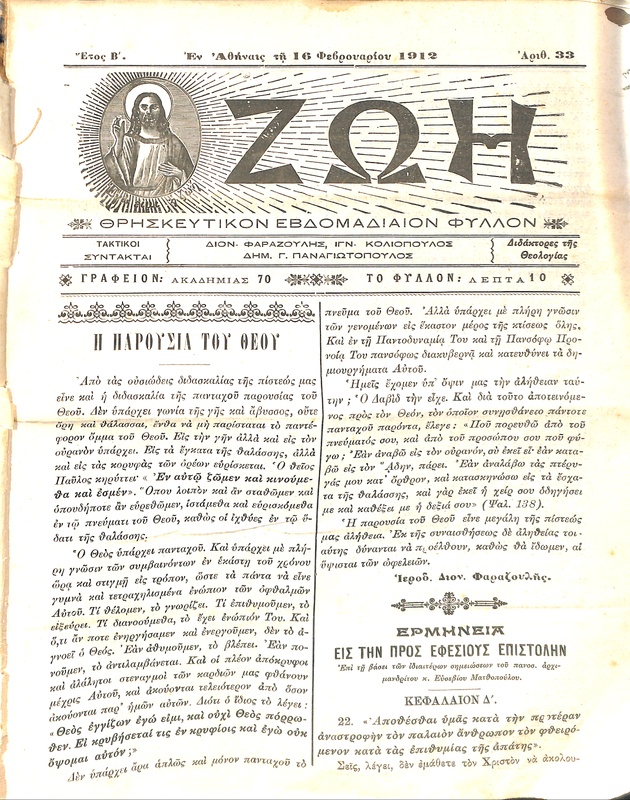 Ἔτος Β΄. Ἐν Ἀθήναις τῇ 16 Φεβρουαρίου 1912 Ἀριθ. 33
ΖΩΗ
ΘΡΗΣΚΕΥΤΙΚΟΝ ΕΒΔΟΜΑΔΙΑΙΟΝ ΦΥΛΛΟΝ
ΤΑΚΤΙΚΟΙ
ΣΥΝΤΑΚΤΑΙ
ΔΙΟΝ. ΦΑΡΑΖΟΥΛΗΣ, ΙΓΝ. ΚΟΛΙΟΠΟΥΛΟΣ
ΔΗΜ. Γ. ΠΑΝΑΓΙΩΤΟΠΟΥΛΟΣ
Διδάκτορες τῆς
Θεολογίας
ΓΡΑΦΕΙΟΝ: ΑΚΑΔΗΜΙΑΣ 70 ΤΟ ΦΥΛΛΟΝ: ΛΕΠΤΑ 10
Η ΠΑΡΟΥΣΙΑ ΤΟΥ ΘΕΟΥ
Ἀπὸ τὰς οὐσιώδεις διδασκαλίας τῆς πίστεώς μας
εἶνε καὶ ἡ διδασκαλία τῆς πανταχοῦ παρουσίας τοῦ
Θεοῦ. Δὲν ὑπάρχει γωνία τῆς γῆς καὶ ἄβυσσος, οὔτε
ὄρη καὶ θάλασσαι, ἔνθα νὰ μὴ παρίσταται τὸ παντέ-
φορον ὄμμα τοῦ Θεοῦ. Εἰς τὴν γῆν ἀλλὰ καὶ εἰς τὸν
οὐρανὸν ὑπάρχει. Εἰς τὰ ἔγκατα τῆς θαλάσσης, ἀλλὰ
καὶ εἰς τὰς κορυφὰς τῶν ὀρέων εὑρίσκεται. Ὁ θεῖος
Παῦλος κηρύττει· « Ἐν αὐτῷ ζῶμεν καὶ κινούμε-
θα καὶ ἐσμέν». Ὅπου λοιπὸν καὶ ἂν σταθῶμεν καὶ
ὁπουδήποτε ἂν εὑρεθῶμεν, ἱστάμεθα καὶ εὑρισκόμεθα
ἐν τῷ πνεύματι τοῦ Θεοῦ, καθὼς οἱ ἰχθύες ἐν τῷ ὕ-
δατι τῆς θαλάσσης.
Ὁ Θεὸς ὑπάρχει πανταχοῦ. Καὶ ὑπάρχει μὲ πλή-
ρη γνῶσιν τῶν συμβαινόντων ἐν ἑκάστῃ τοῦ χρόνου
ὥρᾳ καὶ στιγμῇ εἰς τρόπον, ὥστε τὰ πάντα νὰ εἶνε
γυμνὰ καὶ τετραχηλισμένα ἐνώπιον τῶν ὀφθαλμῶν
Αὐτοῦ. Τί θέλομεν, τὸ γνωρίζει. Τί ἐπιθυμοῦμεν, τὸ
εἰξεύρει. Τί διανοούμεθα, τὸ ἔχει ἐνώπιόν Του. Καὶ
ὅ,τι ἄν ποτε ἐνηργήσαμεν καὶ ἐνεργοῦμεν, δὲν τὸ ἀ-
γνοεῖ ὁ Θεός. Ἐὰν ἀθυμοῦμεν, τὸ βλέπει. Ἐὰν πο-
νοῦμεν, τὸ ἀντιλαμβάνεται. Καὶ οἱ πλέον ἀπόκρυφοι
καὶ ἀλάλητοι στεναγμοὶ τῶν καρδιῶν μας φθάνουν
μέχρις Αὐτοῦ, καὶ ἀκούονται τελειότερον ἀπὸ ὅσον
ἀκούονται παρ' ἡμῶν αὐτῶν. Διότι ὁ ἴδιος τὸ λέγει:
«Θεὸς ἐγγίζων ἐγώ εἰμι, καὶ οὐχὶ Θεὸς πόρρω-
θεν. Εἰ κρυβήσεταί τις ἐν κρυφίοις καὶ ἐγὼ οὐκ
ὄψομαι αὐτόν ;»
Δὲν ὑπάρχει ἄρα ἁπλῶς καὶ μόνον πανταχοῦ τὸ
πνεῦμα τοῦ Θεοῦ. Ἀλλὰ ὑπάρχει μὲ πλήρη γνῶσιν
τῶν γενομένων εἰς ἕκαστον μέρος τῆς κτίσεως ὅλης.
Καὶ ἐν τῇ Παντοδυναμίᾳ Του καὶ τῇ Πανσόφῳ Προ-
νοίᾳ Του πανσόφως διακυβερνᾷ καὶ κατευθύνει τὰ δη-
μιουργήματα Αὐτοῦ.
Ἡμεῖς ἔχομεν ὑπ' ὄψιν μας τὴν ἀλήθειαν ταύ-
την ; Ὁ Δαβὶδ τὴν εἶχε. Καὶ διὰ τοῦτο ἀποτεινόμε-
νος πρὸς τὸν Θεόν, τὸν ὁποῖον συνῃσθάνετο πάντοτε
πανταχοῦ παρόντα, ἔλεγε: «Ποῦ πορευθῶ ἀπὸ τοῦ
πνεύματός σου, καὶ ἀπὸ τοῦ προσώπου σου ποῦ φύ-
γω; Ἐὰν ἀναβῶ εἰς τὸν οὐρανόν, σὺ ἐκεῖ εἶ· ἐὰν κατα-
βῶ εἰς τὸν Ἅδην, πάρει. Ἐὰν ἀναλάβω τὰς πτέρυ-
γάς μου κατ' ὄρθρον, καὶ κατασκηνώσω εἰς τὰ ἔσχα-
τα τῆς θαλάσσης, καὶ γὰρ ἐκεῖ ἡ χείρ σου ὁδηγήσει
με καὶ καθέξει με ἡ δεξιά σου» (Ψαλ. 138).
Ἡ παρουσία τοῦ Θεοῦ εἶνε μεγάλη τῆς πίστεώς
μας ἀλήθεια. Ἐκ τῆς συναισθήσεως δὲ ἀληθείας τοι-
αύτης δύνανται νὰ προέλθουν, καθὼς θὰ ἴδωμεν, αἱ
ὕψισται τῶν ὠφελειῶν.
Ἱεροδ. Διον. Φαραζουλῆς.
ΕΡΜΗΝΕΙΑ
ΕΙΣ ΤΗΝ ΠΡΟΣ ΕΦΕΣΙΟΥΣ ΕΠΙΣΤΟΛΗΝ
Ἐπὶ τῇ βάσει τῶν ἰδιαιτέρων σημειώσεων τοῦ πανοσ. ἀρχι-
μανδρίτου κ. Εὐσεβίου Ματθοπούλου.
ΚΕΦΑΛΑΙΟΝ Δ΄.
22. «Ἀποθέσθαι ὑμᾶς κατὰ τὴν προτέραν
ἀναστροφὴν τὸν παλαιὸν ἄνθρωπον τὸν φθειρό-
μενον κατὰ τὰς ἐπιθυμίας τῆς ἀπάτης».
Σεῖς, λέγει, δὲν ἐμάθετε τὸν Χριστὸν νὰ ἀκολου-